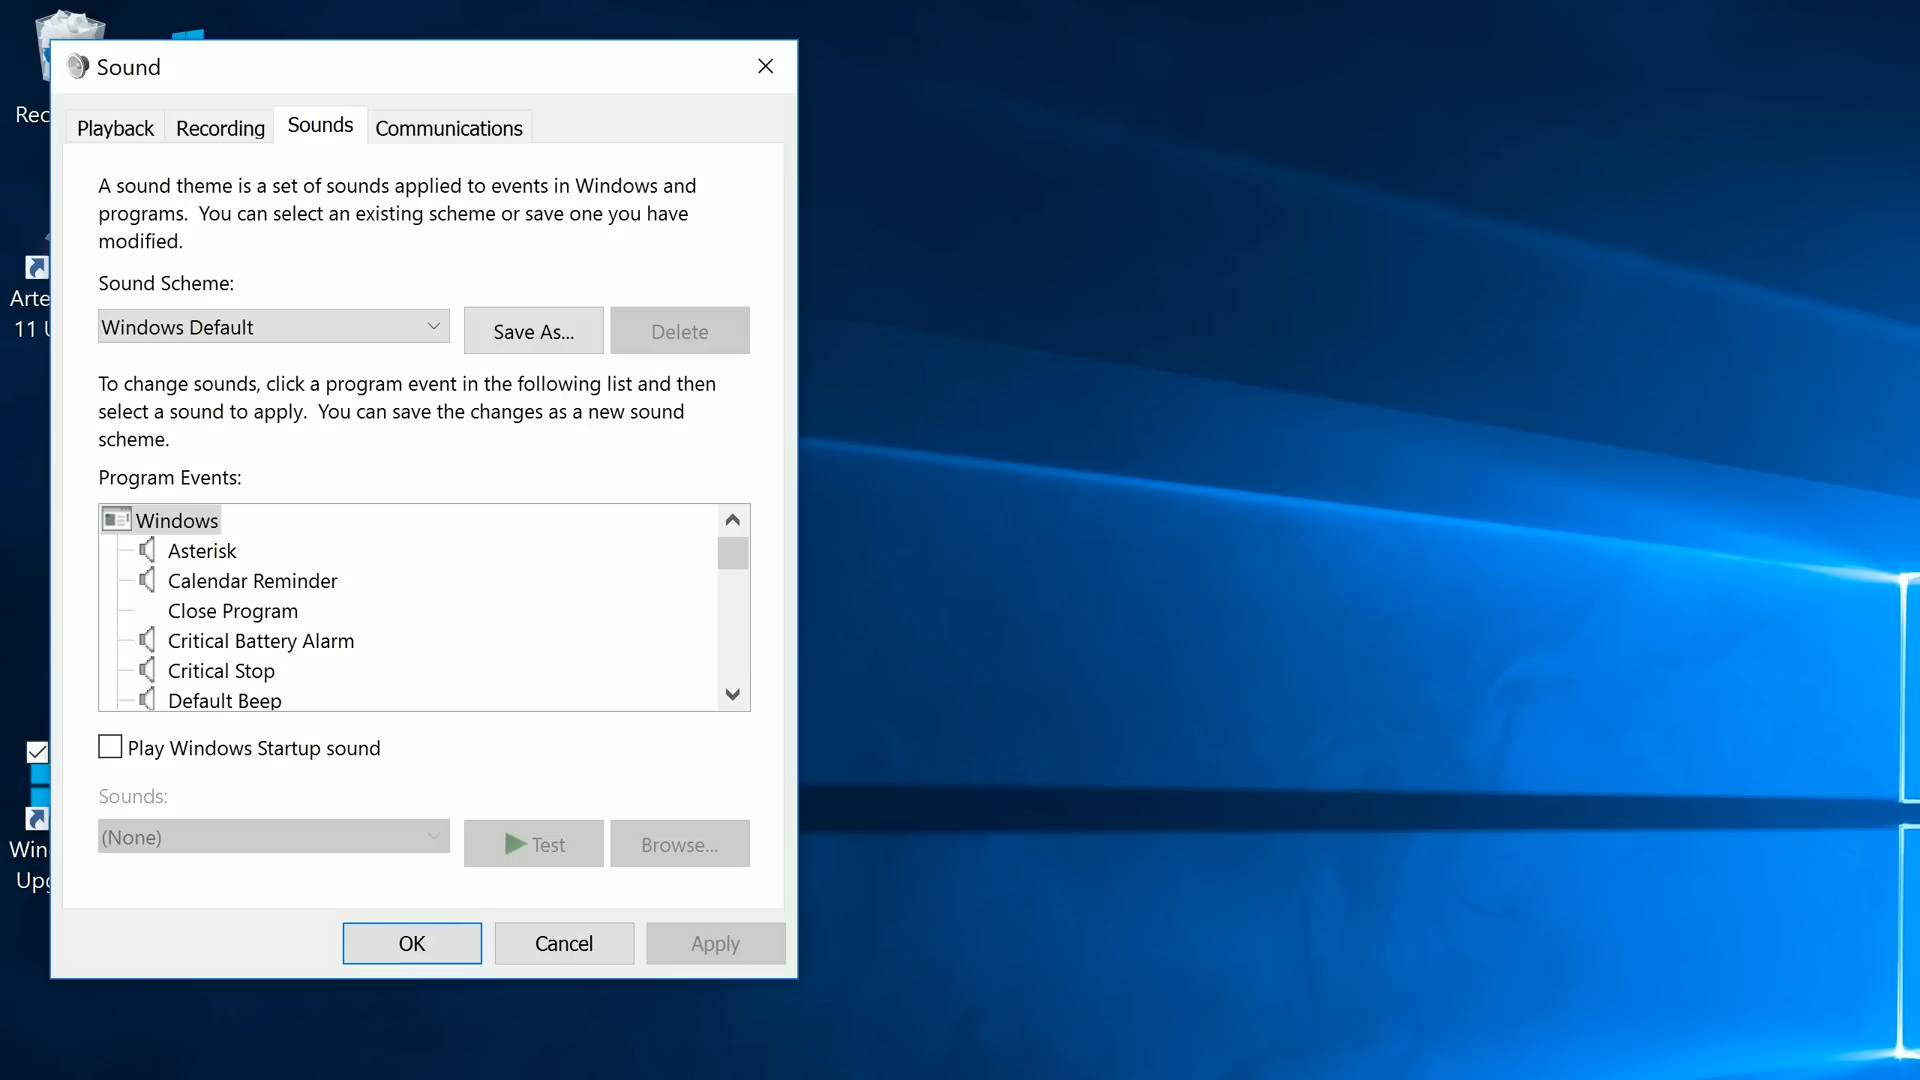 Sound
Playback
Recording
Sounds
Communications
A sound theme is a set of sounds applied to events in Windows and
programs. You can select an existing scheme or save one you have
modified.
Sound Scheme:
Windows Default
Save As...
Delete
To change sounds, click a program event in the following list and then
select a sound to apply. You can save the changes as a new sound
scheme.
Program Events:
Windows
Asterisk
Calendar Reminder
Close Program
Critical Battery Alarm
Critical Stop
Default Beep
Play Windows Startup sound
Sounds:
(None)
Test
Browse...
OK
Cancel
Apply
Rec
Arte
11 U
Win
Upg